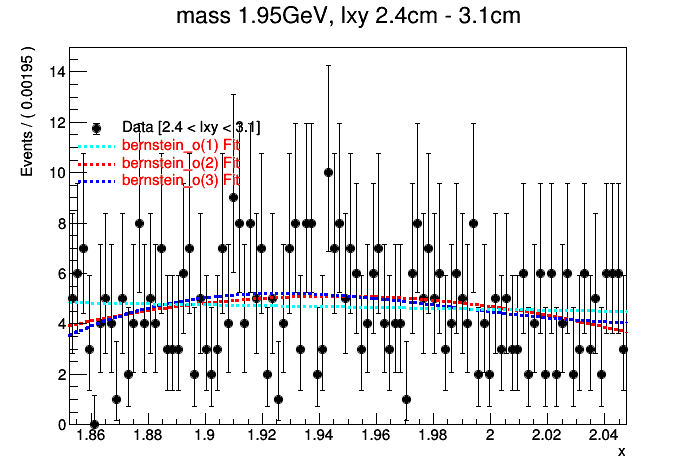 mass 1.95GeV, lxy 2.4cm - 3.1cm
Events / ( 0.00195 )
14
12
10
8
6
4
2
0
Data [2.4 < lxy < 3.1]
bernstein_o(1) Fit
bernstein_o(2) Fit
bernstein_o(3) Fit
1.86 1.88 1.9 1.92 1.94 1.96 1.98 2 2.02 2.04
x